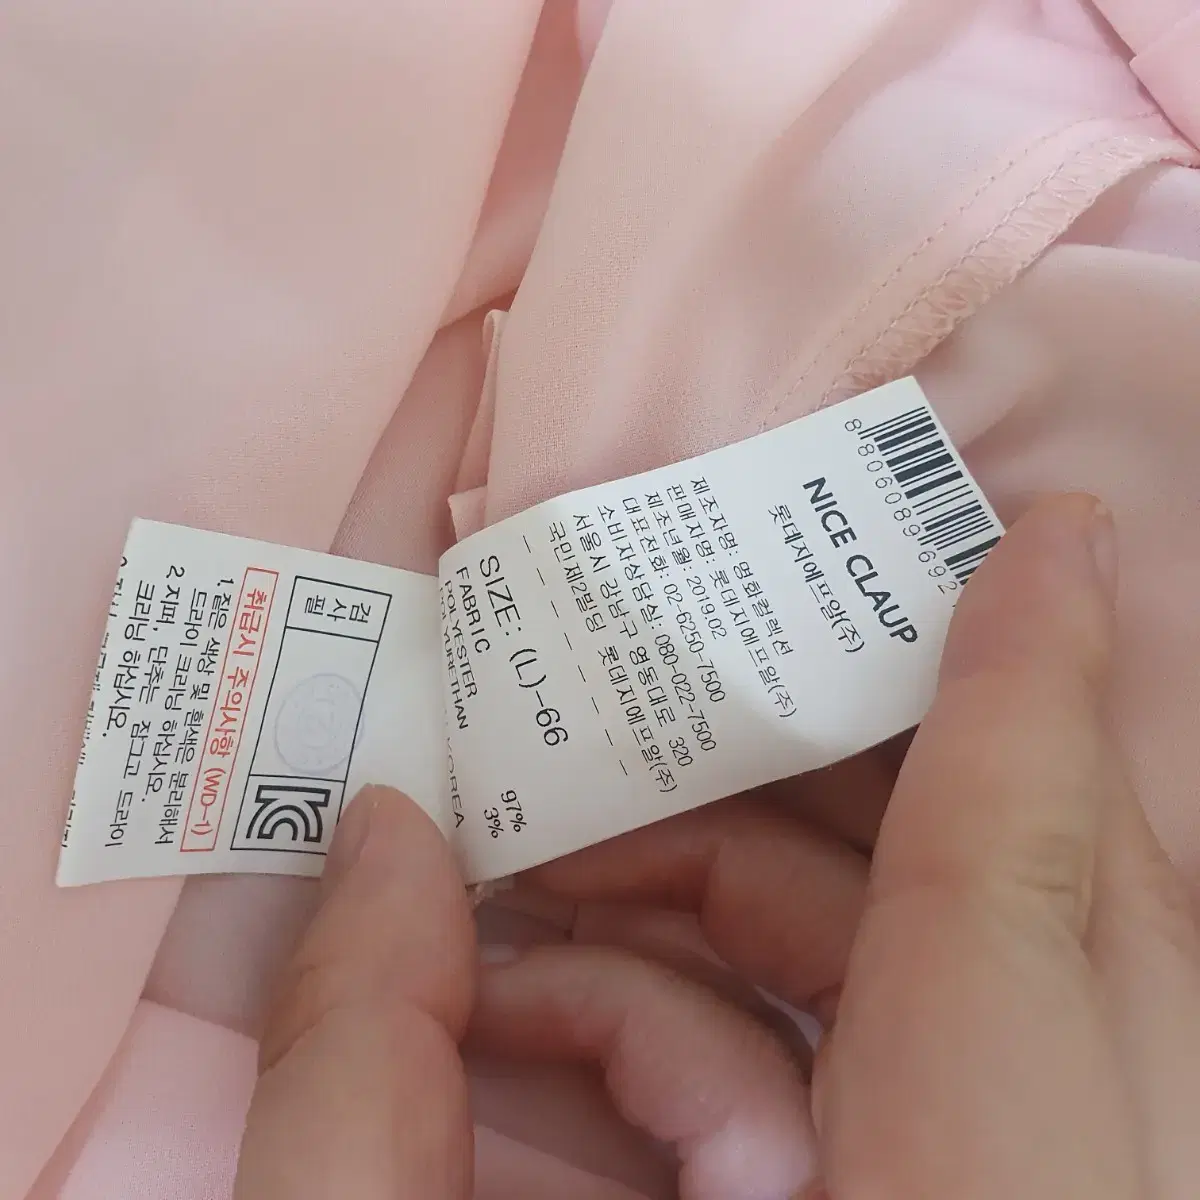 8 806089 692
NICE CLAUP
롯데지에프알(주)
제조자명: 영화컬렉션
판매자명: 롯데지에프알(주)
제조년월: 2019.02
대표전화: 02-6250-7500
소비자상담실: 080-022-7500
서울시 강남구 영동대로 320
국민제2빌딩 롯데지에프알(주)
SIZE: (L)-66
FABRIC
POLYESTER 97%
POLYURETHAN 3%
KOREA
검사필
KC
취급시 주의사항 (WD-1)
1. 짙은 색상 및 흰색은 분리해서
드라이 크리닝 하십시오.
2. 지퍼, 단추는 잠그고 드라이
크리닝 하십시오.